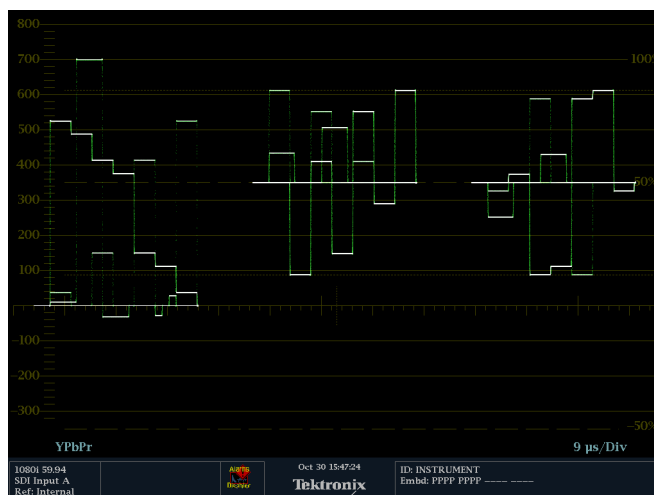 800
700
100%
600
500
400
50%
300
200
100
-100
-200
-300
-50%
YPbPr
9 µs/Div
1080i 59.94
SDI Input A
Ref: Internal
Oct 30 15:47:24
Tektronix
ID: INSTRUMENT
Embd: PPPP PPPP ---- ----